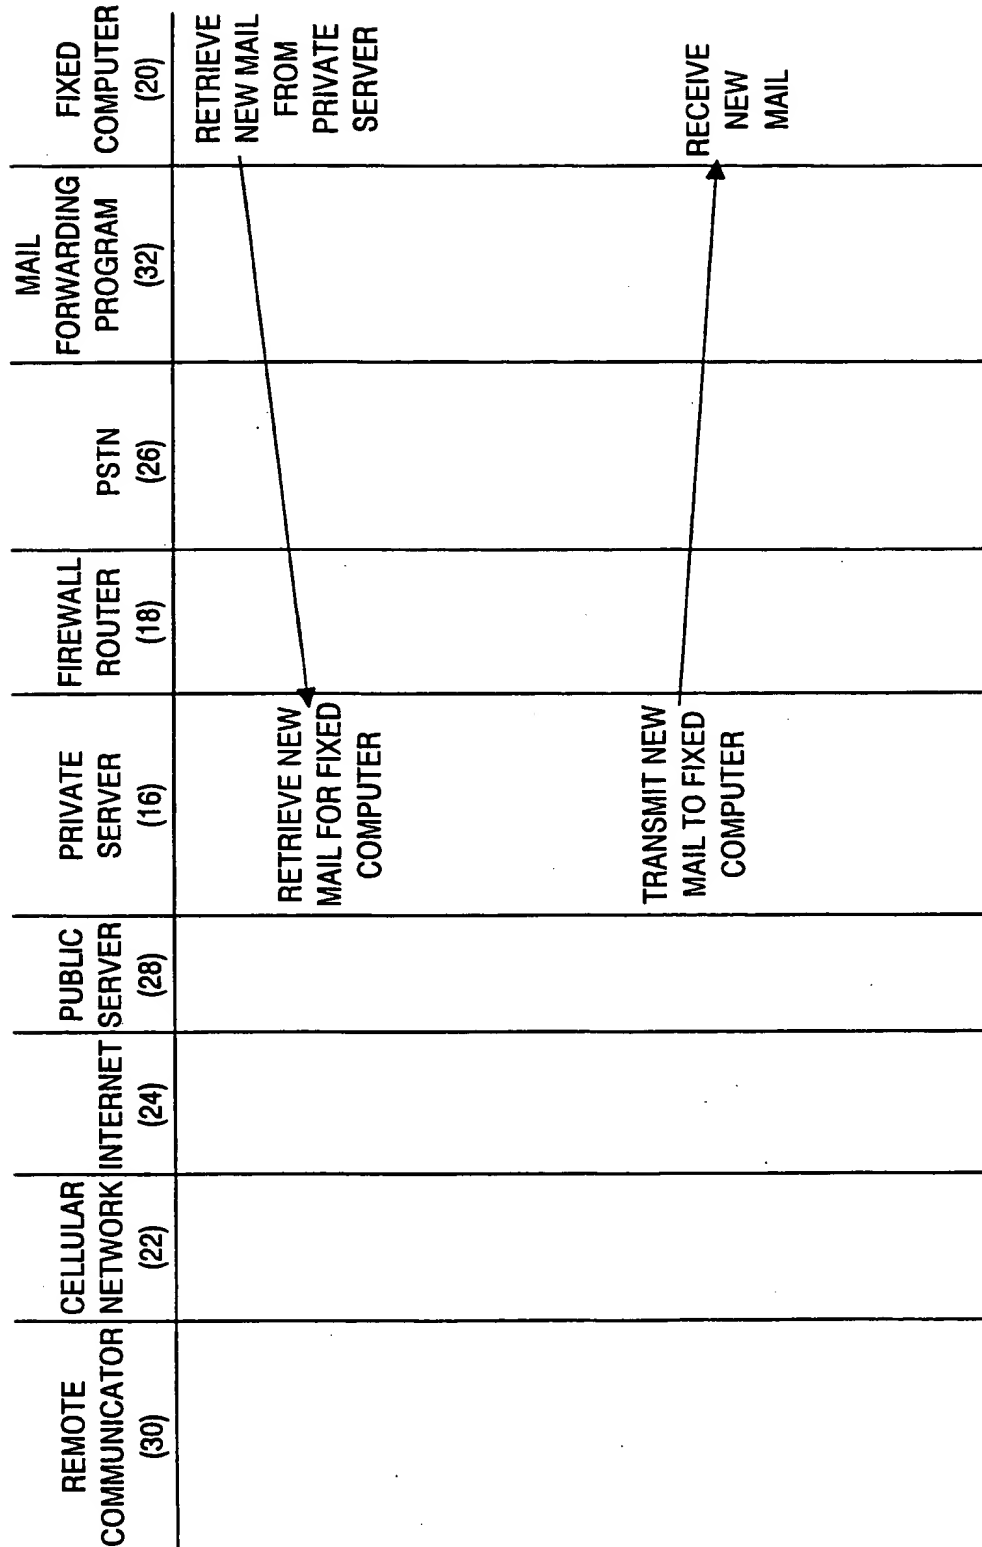 REMOTE
COMMUNICATOR
(30)
CELLULAR
NETWORK
(22)
INTERNET
(24)
PUBLIC
SERVER
(28)
PRIVATE
SERVER
(16)
FIREWALL
ROUTER
(18)
PSTN
(26)
MAIL
FORWARDING
PROGRAM
(32)
FIXED
COMPUTER
(20)
RETRIEVE
NEW MAIL
FROM
PRIVATE
SERVER
RETRIEVE NEW
MAIL FOR FIXED
COMPUTER
TRANSMIT NEW
MAIL TO FIXED
COMPUTER
RECEIVE
NEW
MAIL